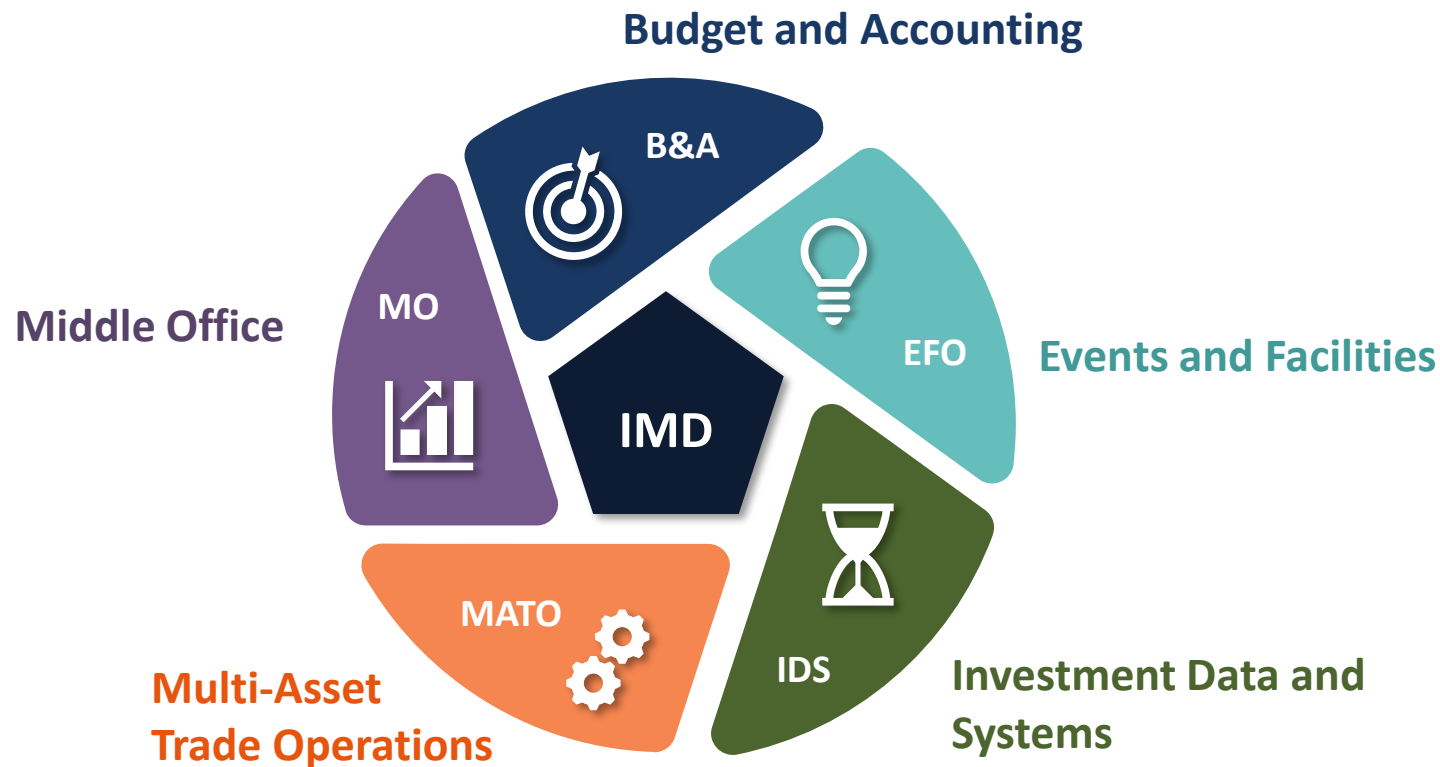 Budget and Accounting
B&A
MO
Middle Office
EFO
Events and Facilities
IMD
MATO
IDS
Multi-Asset
Trade Operations
Investment Data and
Systems